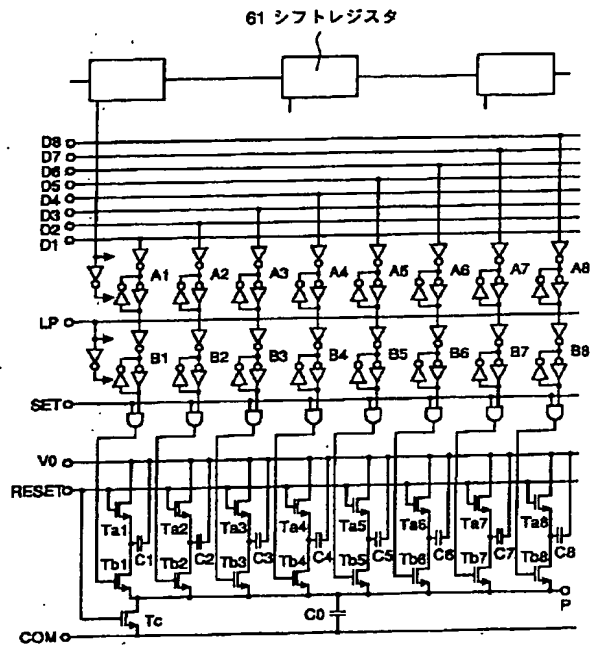 61 シフトレジスタ
D8
D7
D6
D5
D4
D3
D2
D1
A1 A2 A3 A4 A5 A6 A7 A8
LP
B1 B2 B3 B4 B5 B6 B7 B8
SET
V0
RESET
Ta1 Ta2 Ta3 Ta4 Ta5 Ta6 Ta7 Ta8
C1 C2 C3 C4 C5 C6 C7 C8
Tb1 Tb2 Tb3 Tb4 Tb5 Tb6 Tb7 Tb8
P
Tc C0
COM